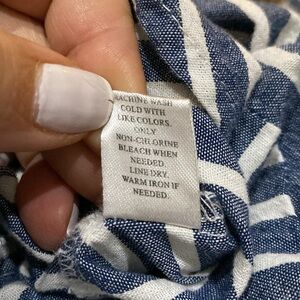 MACHINE WASH
COLD WITH
LIKE COLORS.
ONLY
NON-CHLORINE
BLEACH WHEN
NEEDED.
LINE DRY.
WARM IRON IF
NEEDED.